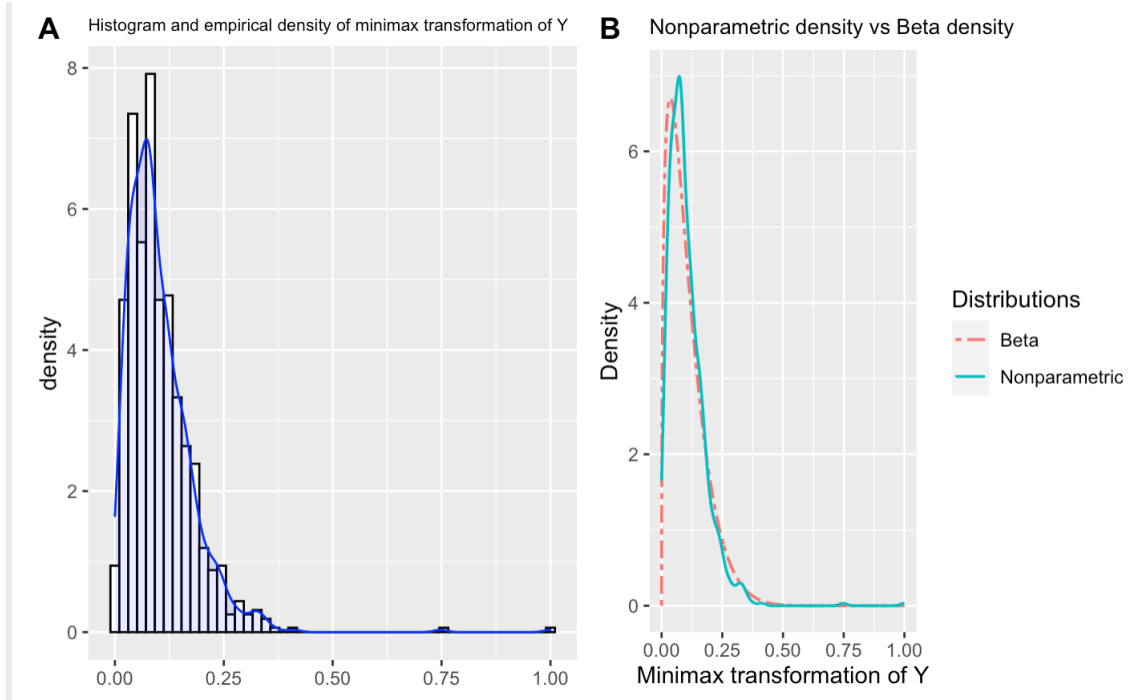 A Histogram and empirical density of minimax transformation of Y
8
6
4
2
0
density
0.00 0.25 0.50 0.75 1.00
B Nonparametric density vs Beta density
6
4
2
0
Density
0.00 0.25 0.50 0.75 1.00
Minimax transformation of Y
Distributions
Beta
Nonparametric